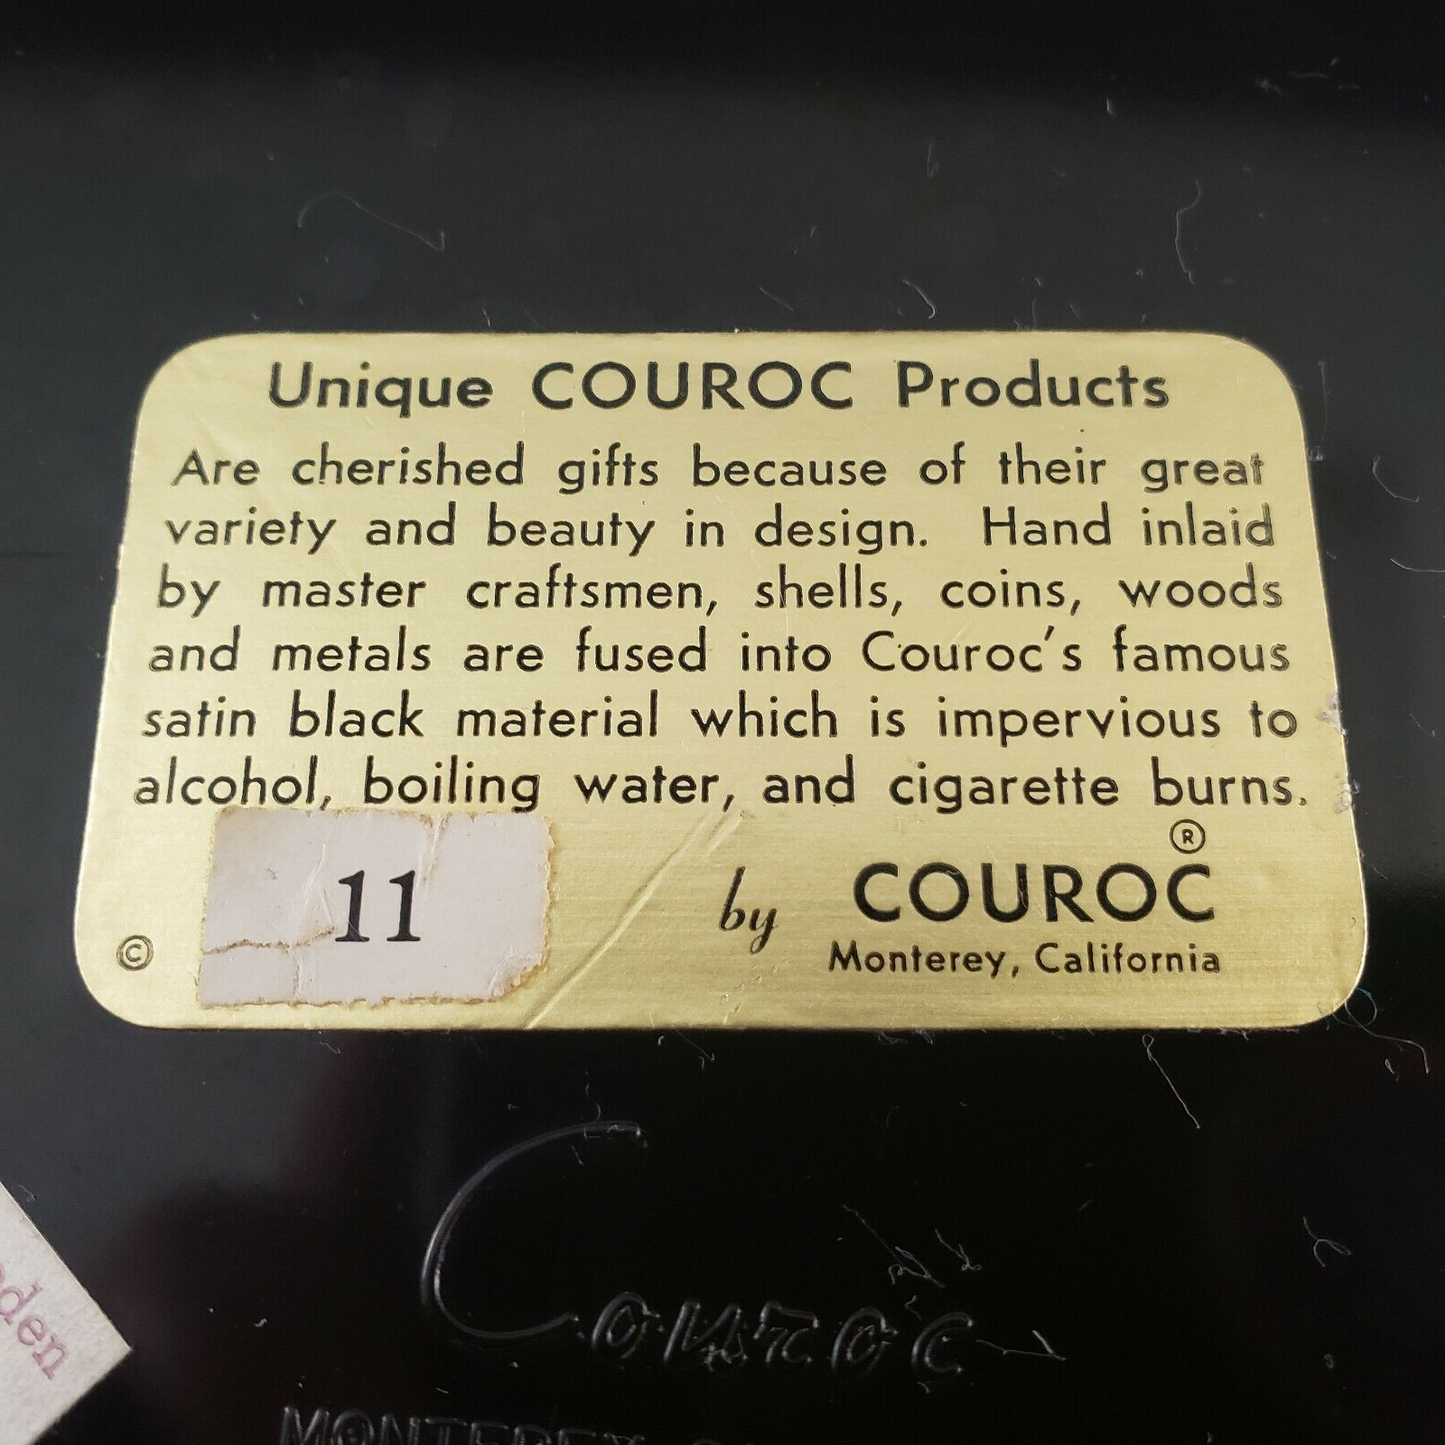 Unique COUROC Products
Are cherished gifts because of their great
variety and beauty in design. Hand inlaid
by master craftsmen, shells, coins, woods
and metals are fused into Couroc's famous
satin black material which is impervious to
alcohol, boiling water, and cigarette burns.
®
11
by COUROC
© Monterey, California
Couroc
MONTEREY